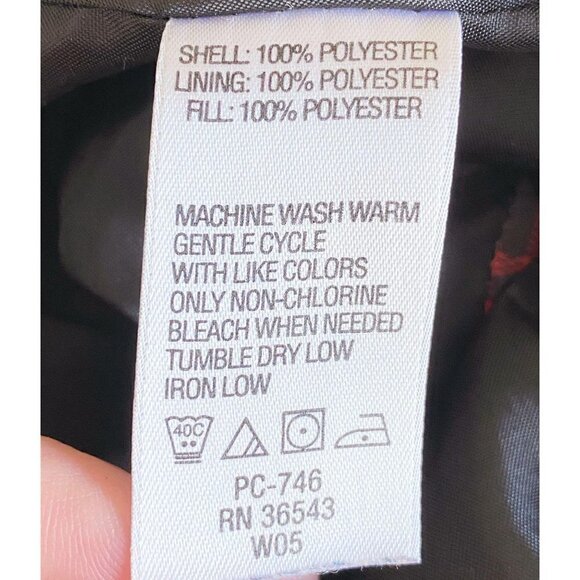 SHELL: 100% POLYESTER
LINING: 100% POLYESTER
FILL: 100% POLYESTER
MACHINE WASH WARM
GENTLE CYCLE
WITH LIKE COLORS
ONLY NON-CHLORINE
BLEACH WHEN NEEDED
TUMBLE DRY LOW
IRON LOW
40C
PC-746
RN 36543
W05